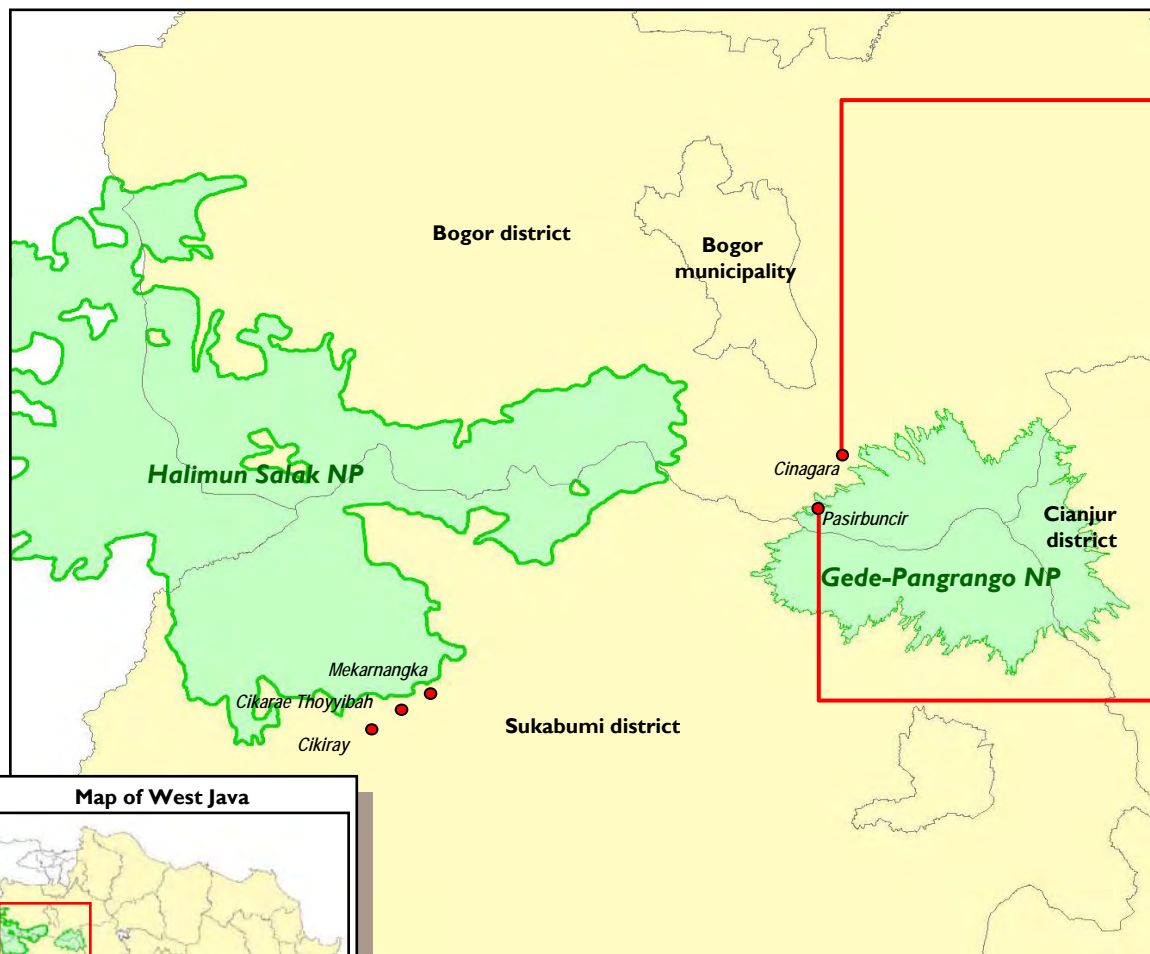 Bogor district
Bogor
municipality
Cinagara
Halimun Salak NP
Pasirbuncir
Cianjur
district
Gede-Pangrango NP
Mekarnangka
Cikarae Thoyyibah
Sukabumi district
Cikiray
Map of West Java